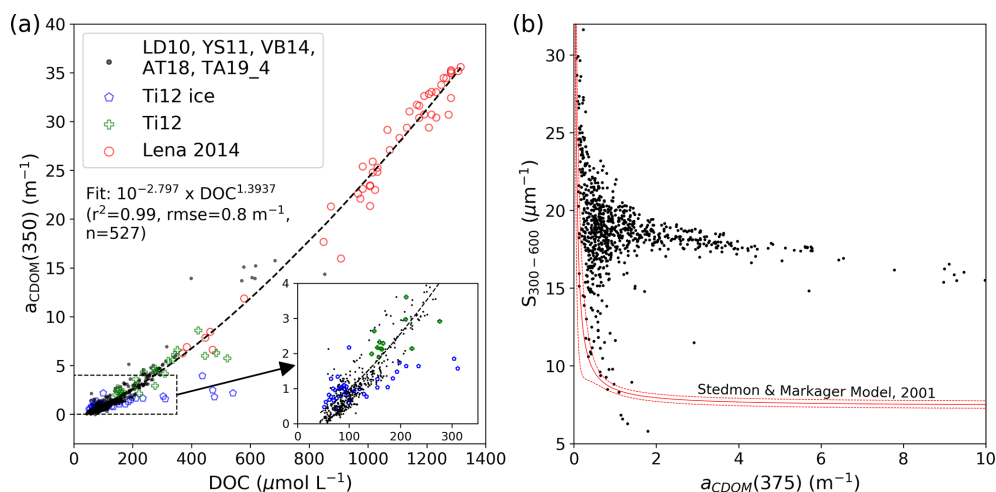 (a)
40
35
30
25
20
15
10
5
0
a_CDOM(350) (m⁻¹)
LD10, YS11, VB14,
AT18, TA19_4
Ti12 ice
Ti12
Lena 2014
Fit: 10⁻²·⁷⁹⁷ x DOC¹·³⁹³⁷
(r²=0.99, rmse=0.8 m⁻¹,
n=527)
4
3
2
1
0
0 100 200 300
0 200 400 600 800 1000 1200 1400
DOC (μmol L⁻¹)
(b)
30
25
20
15
10
5
S₃₀₀₋₆₀₀ (μm⁻¹)
Stedmon & Markager Model, 2001
0 2 4 6 8 10
a_CDOM(375) (m⁻¹)